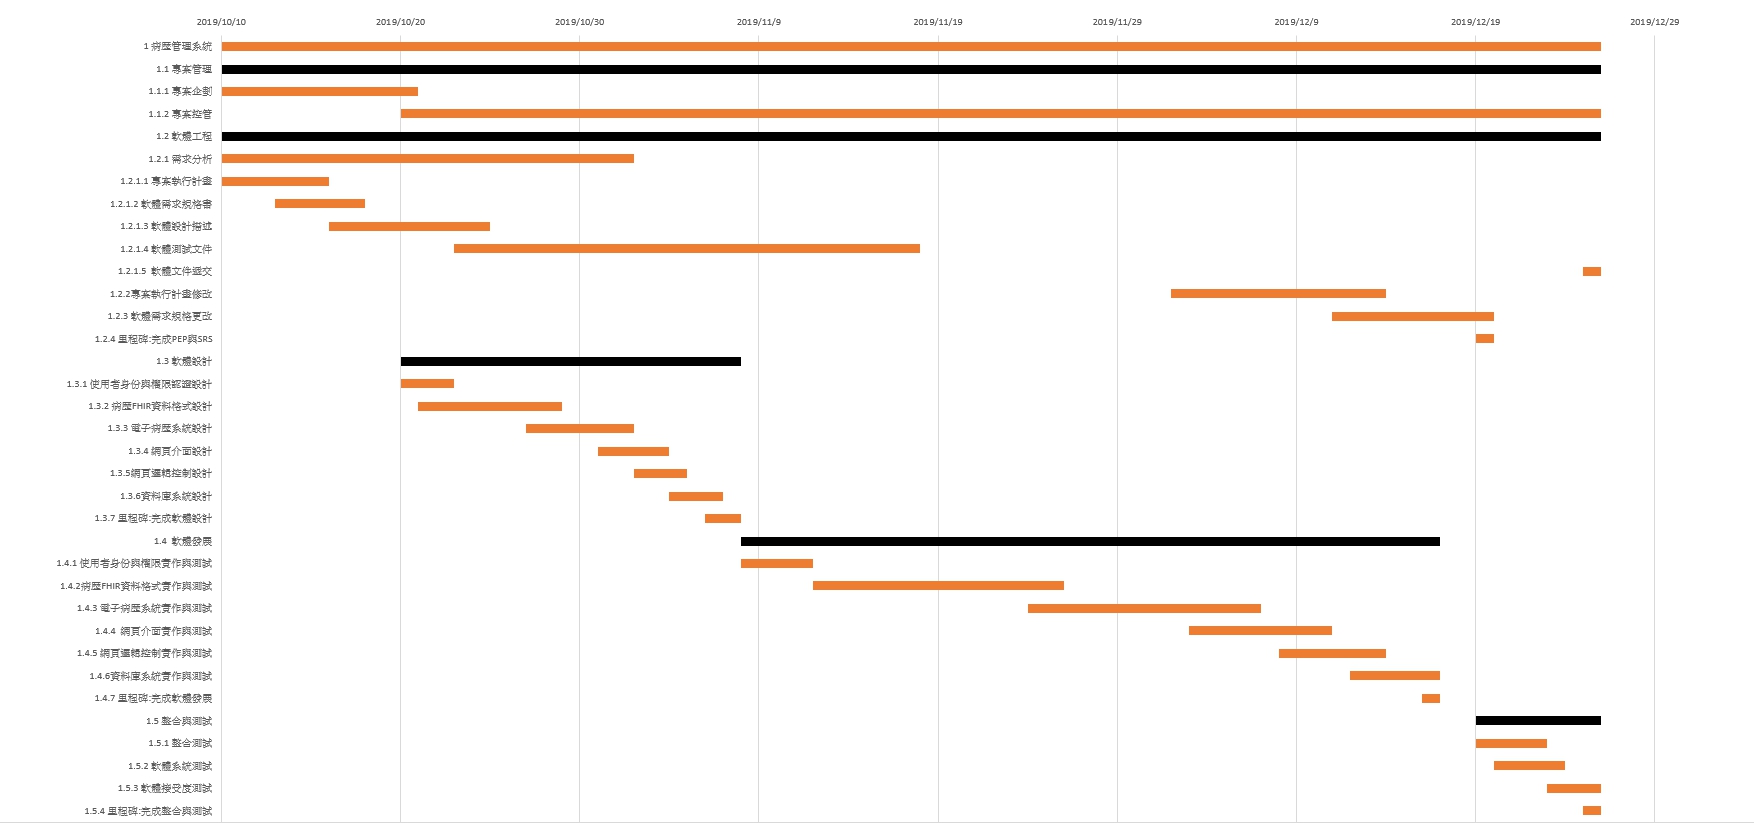 2019/10/10 2019/10/20 2019/10/30 2019/11/9 2019/11/19 2019/11/29 2019/12/9 2019/12/19 2019/12/29
1 病歷管理系統
1.1 專案管理
1.1.1 專案企劃
1.1.2 專案控管
1.2 軟體工程
1.2.1 需求分析
1.2.1.1 專案執行計畫
1.2.1.2 軟體需求規格書
1.2.1.3 軟體設計描述
1.2.1.4 軟體測試文件
1.2.1.5 軟體文件遞交
1.2.2專案執行計畫修改
1.2.3 軟體需求規格更改
1.2.4 里程碑:完成PEP與SRS
1.3 軟體設計
1.3.1 使用者身份與權限認證設計
1.3.2 病歷FHIR資料格式設計
1.3.3 電子病歷系統設計
1.3.4 網頁介面設計
1.3.5網頁邏輯控制設計
1.3.6資料庫系統設計
1.3.7 里程碑:完成軟體設計
1.4 軟體發展
1.4.1 使用者身份與權限實作與測試
1.4.2病歷FHIR資料格式實作與測試
1.4.3 電子病歷系統實作與測試
1.4.4 網頁介面實作與測試
1.4.5 網頁邏輯控制實作與測試
1.4.6資料庫系統實作與測試
1.4.7 里程碑:完成軟體發展
1.5 整合與測試
1.5.1 整合測試
1.5.2 軟體系統測試
1.5.3 軟體接受度測試
1.5.4 里程碑:完成整合與測試